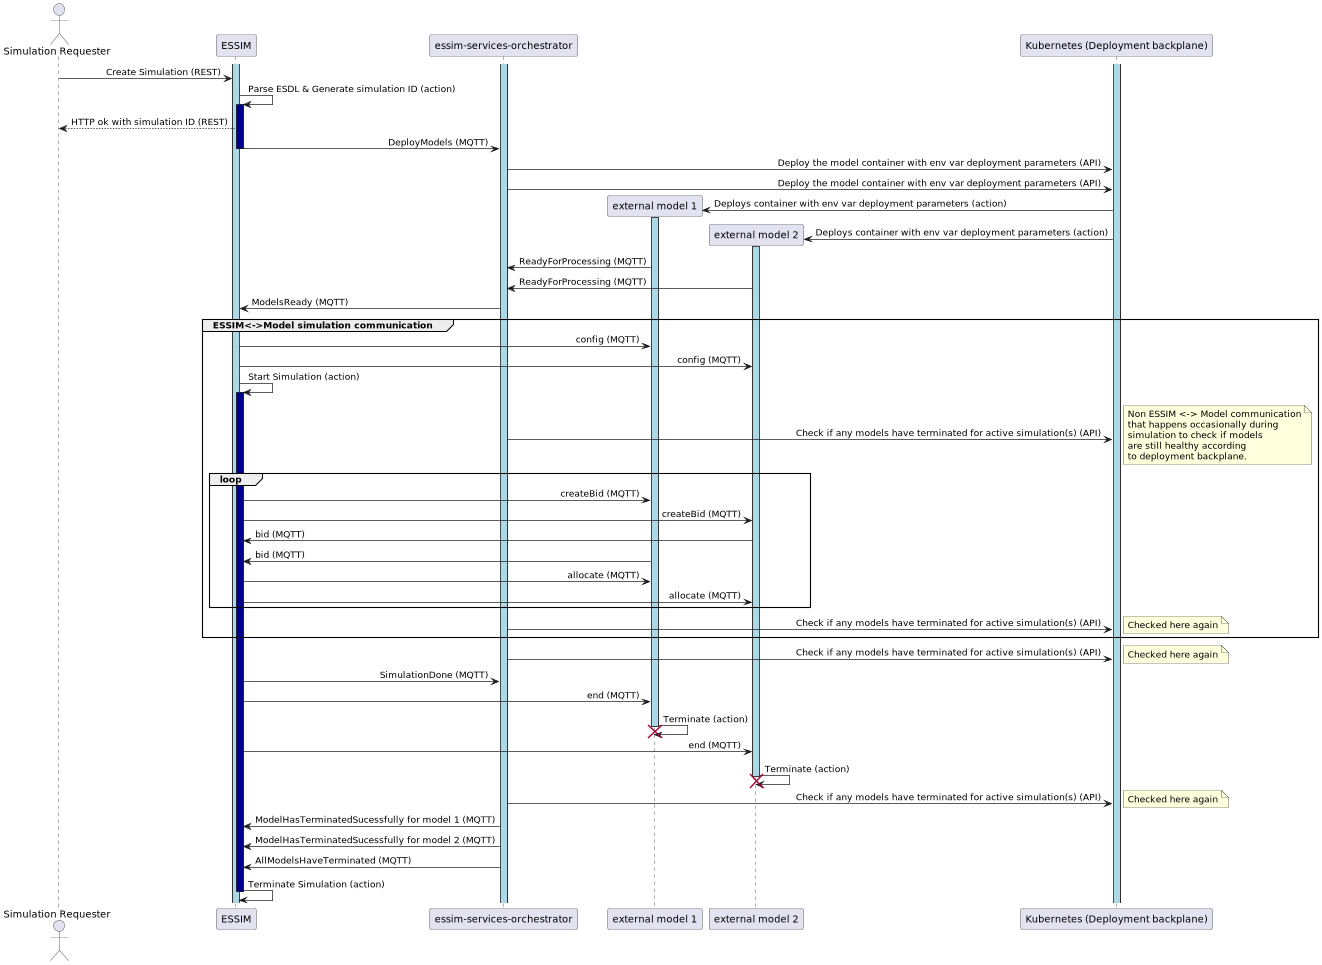 Simulation Requester
ESSIM
essim-services-orchestrator
Kubernetes (Deployment backplane)
Create Simulation (REST)
Parse ESDL & Generate simulation ID (action)
HTTP ok with simulation ID (REST)
DeployModels (MQTT)
Deploy the model container with env var deployment parameters (API)
Deploy the model container with env var deployment parameters (API)
external model 1
Deploys container with env var deployment parameters (action)
external model 2
Deploys container with env var deployment parameters (action)
ReadyForProcessing (MQTT)
ReadyForProcessing (MQTT)
ModelsReady (MQTT)
ESSIM<->Model simulation communication
config (MQTT)
config (MQTT)
Start Simulation (action)
Non ESSIM <-> Model communication
that happens occasionally during
simulation to check if models
are still healthy according
to deployment backplane.
Check if any models have terminated for active simulation(s) (API)
loop
createBid (MQTT)
createBid (MQTT)
bid (MQTT)
bid (MQTT)
allocate (MQTT)
allocate (MQTT)
Check if any models have terminated for active simulation(s) (API)
Checked here again
Check if any models have terminated for active simulation(s) (API)
Checked here again
SimulationDone (MQTT)
end (MQTT)
Terminate (action)
end (MQTT)
Terminate (action)
Check if any models have terminated for active simulation(s) (API)
Checked here again
ModelHasTerminatedSucessfully for model 1 (MQTT)
ModelHasTerminatedSucessfully for model 2 (MQTT)
AllModelsHaveTerminated (MQTT)
Terminate Simulation (action)
Simulation Requester
ESSIM
essim-services-orchestrator
external model 1
external model 2
Kubernetes (Deployment backplane)